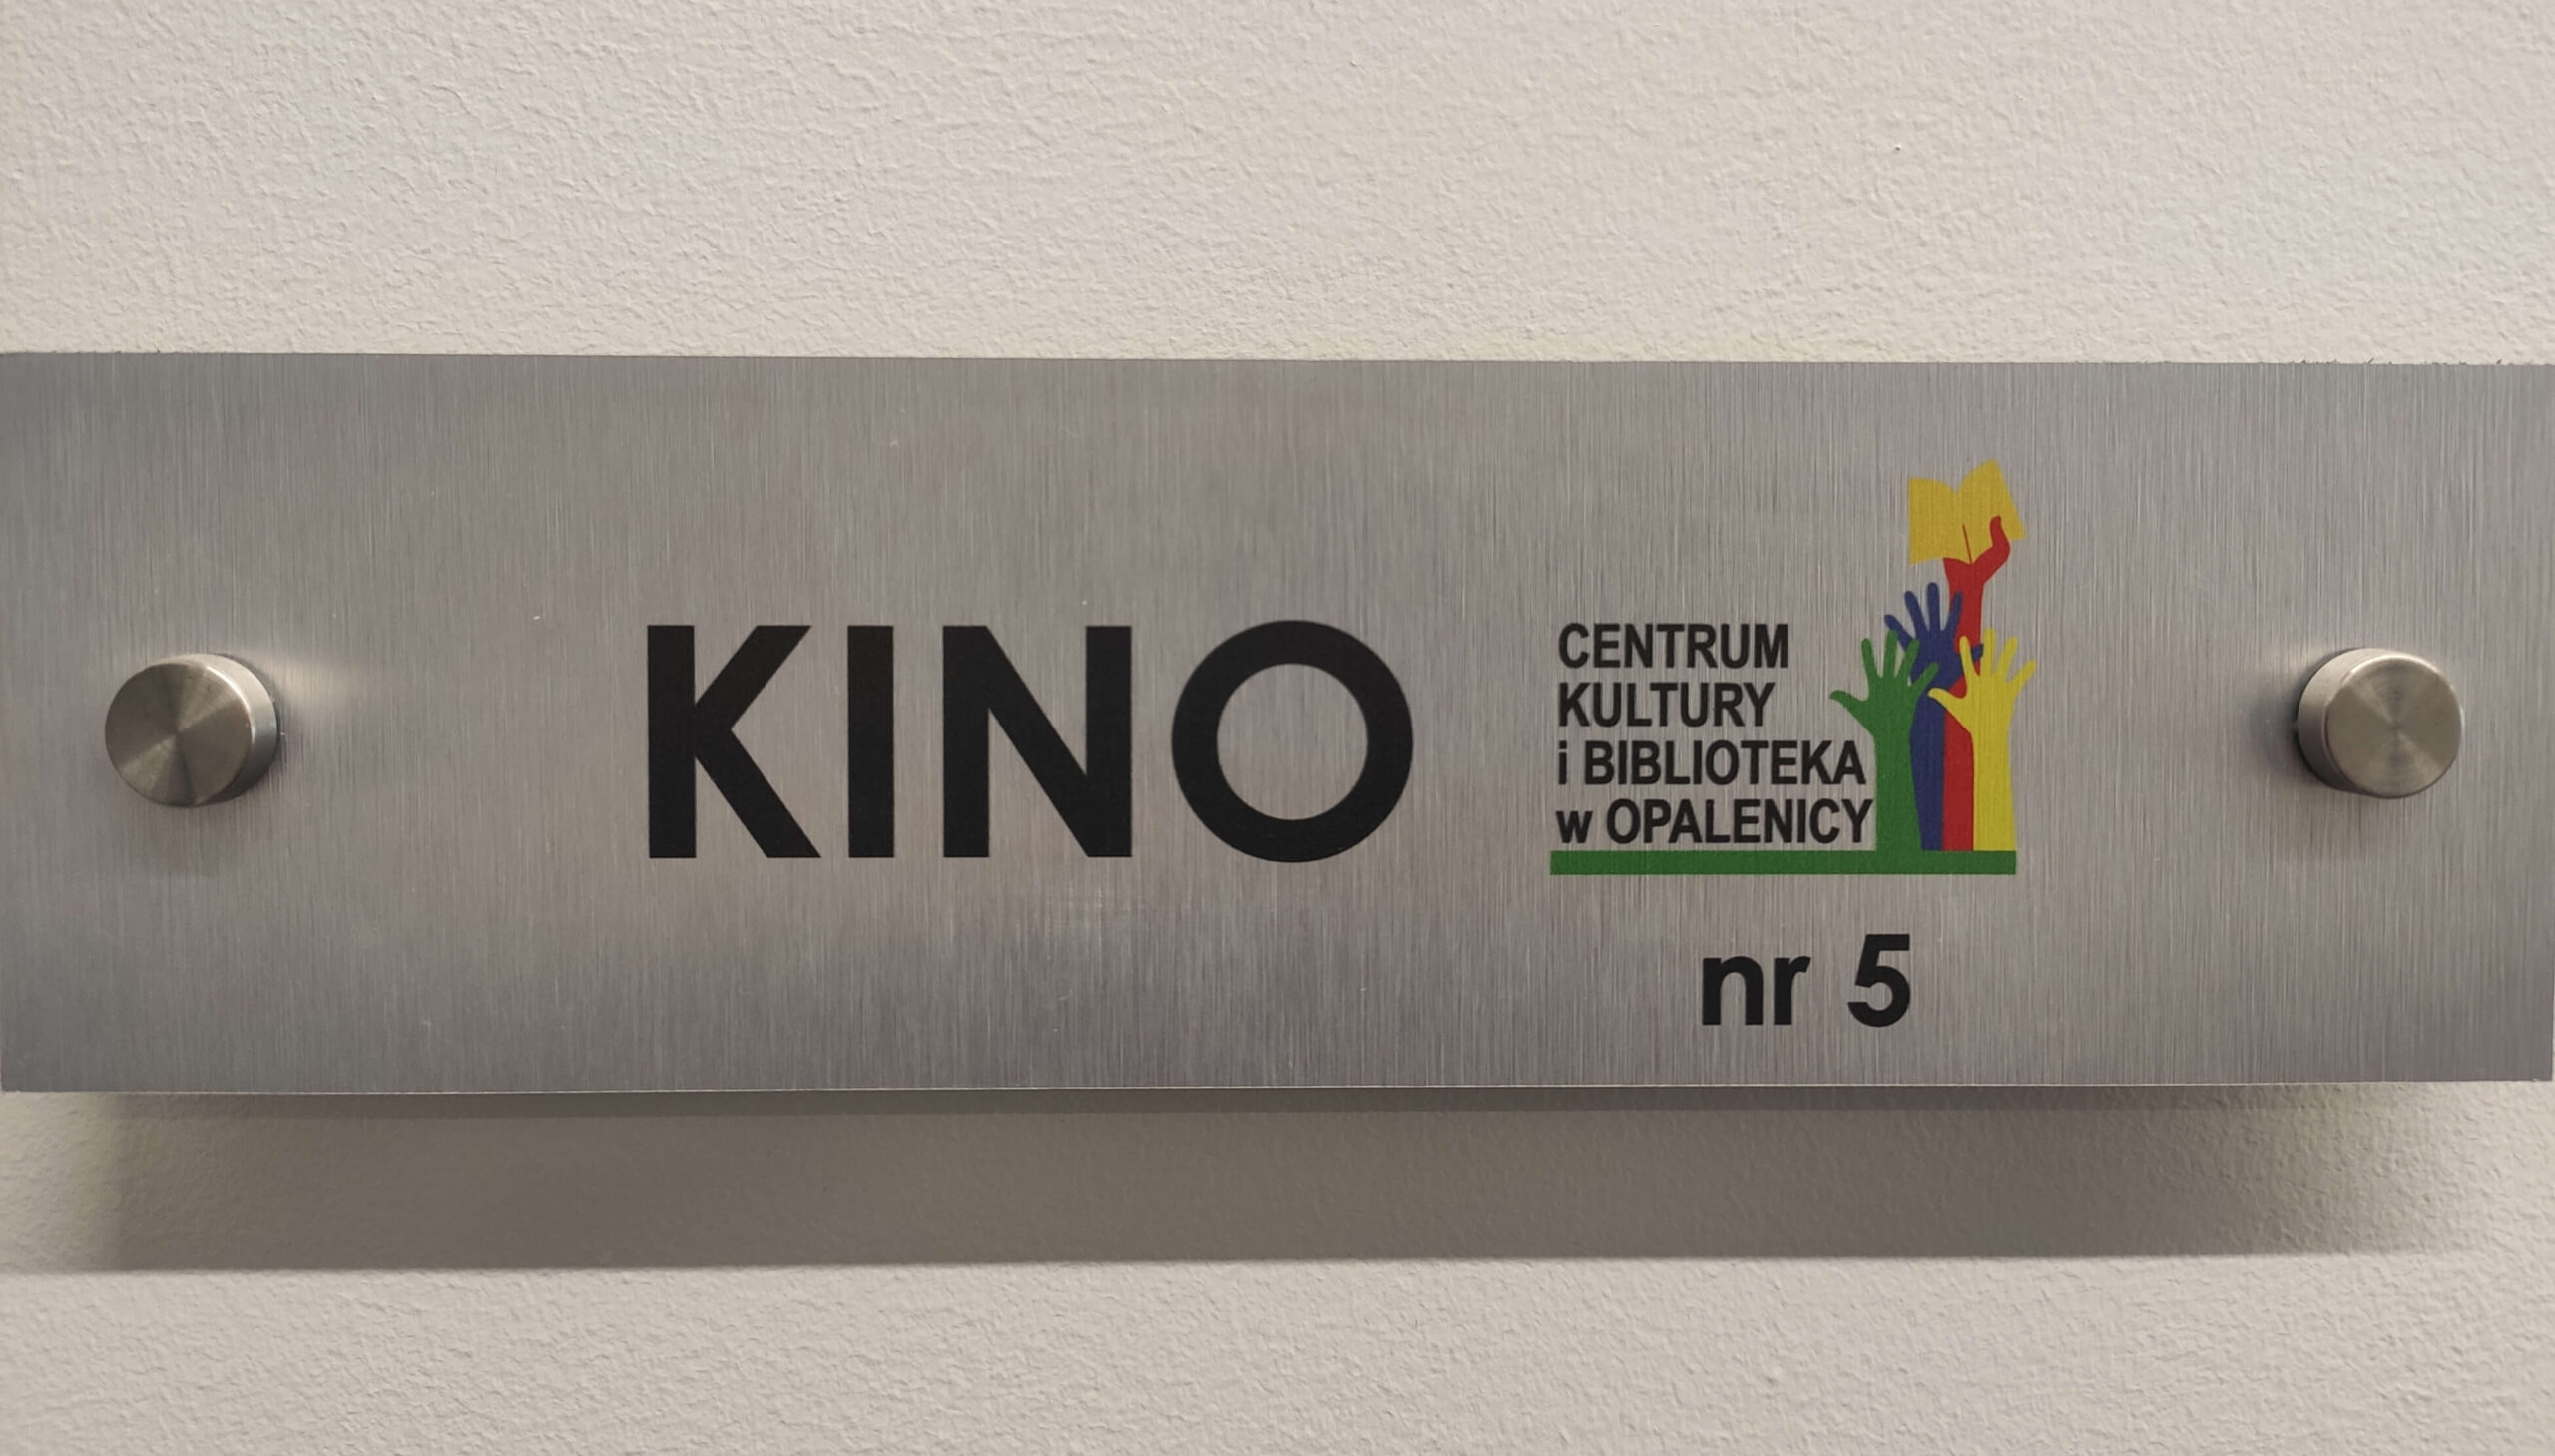 KINO
CENTRUM
KULTURY
i BIBLIOTEKA
w OPALENICY
nr 5